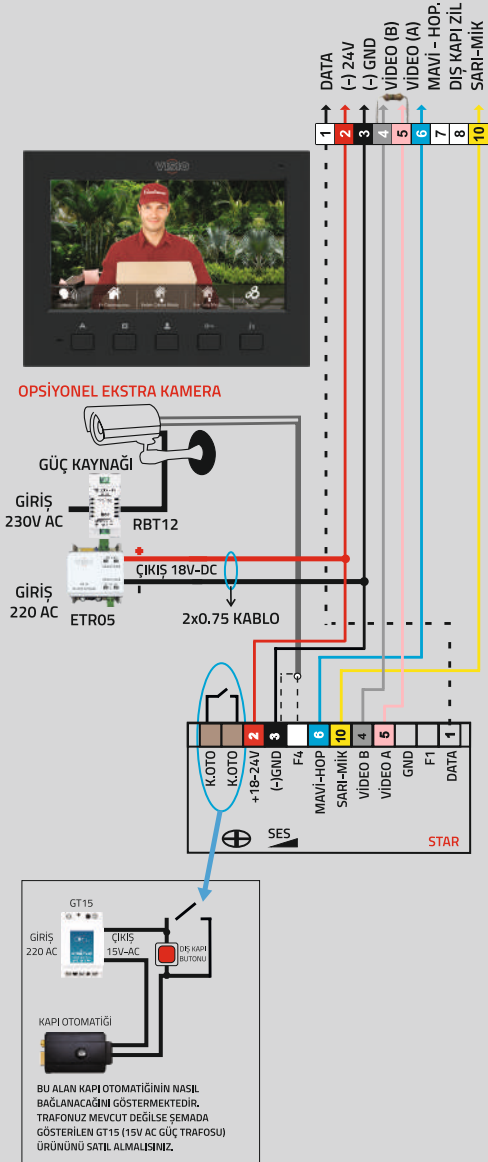 DATA
(-) 24V
(-) GND
VİDEO (B)
VİDEO (A)
MAVİ - HOP.
DIŞ KAPI ZİL
SARI-MİK
1
2
3
4
5
6
7
8
10
VISIO
OPSİYONEL EKSTRA KAMERA
GÜÇ KAYNAĞI
GİRİŞ
230V AC
RBT12
+
ÇIKIŞ 18V-DC
-
GİRİŞ
220 AC
ETR05
2x0.75 KABLO
2
3
6
10
4
5
1
K.OTO
K.OTO
+18-24V
(-)GND
F4
MAVİ-HOP
SARI-MİK
VİDEO B
VİDEO A
GND
F1
DATA
SES
STAR
GT15
GİRİŞ
220 AC
ÇIKIŞ
15V-AC
DIŞ KAPI
BUTONU
KAPI OTOMATİĞİ
BU ALAN KAPI OTOMATİĞİNİN NASIL
BAĞLANACAĞINI GÖSTERMEKTEDİR.
TRAFONUZ MEVCUT DEĞİLSE ŞEMADA
GÖSTERİLEN GT15 (15V AC GÜÇ TRAFOSU)
ÜRÜNÜNÜ SATIL ALMALISINIZ.